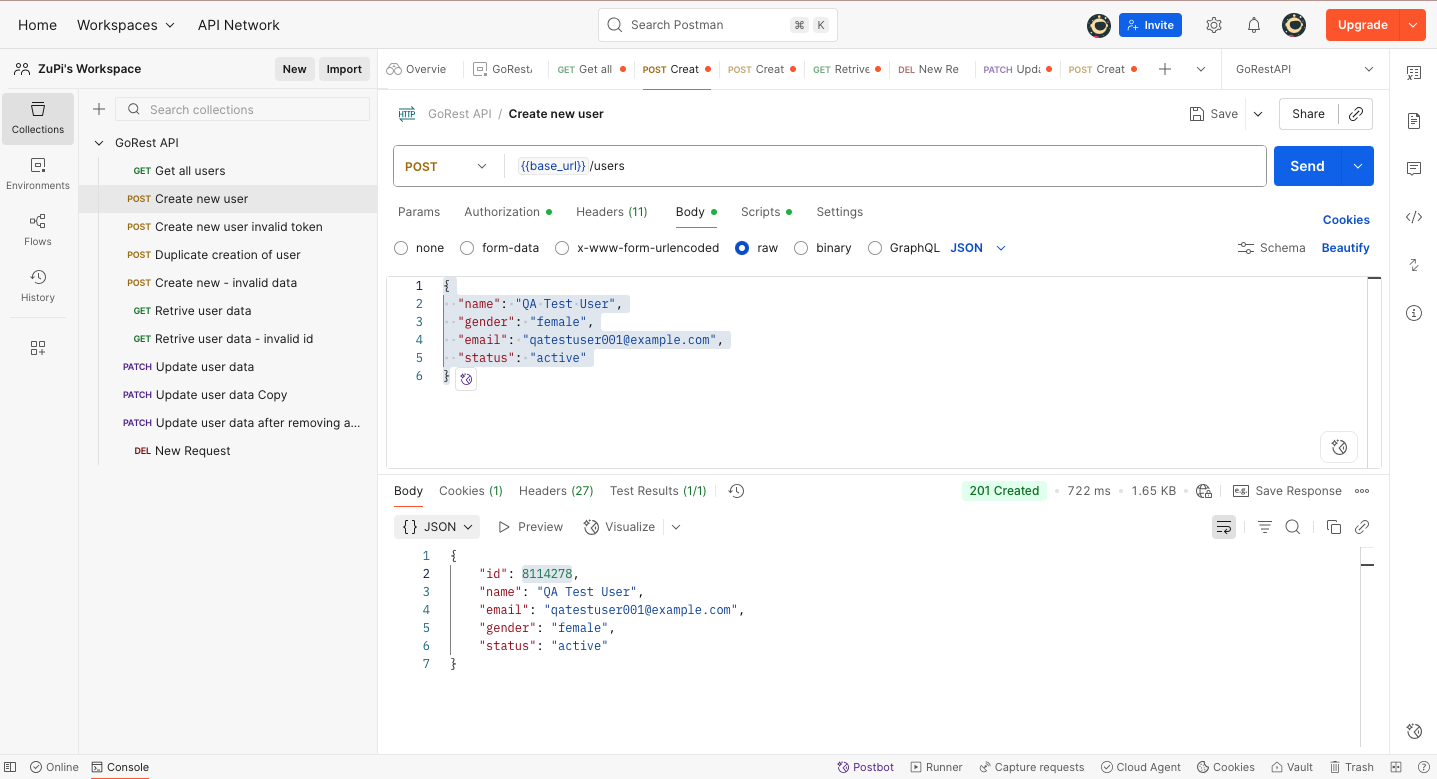 Home Workspaces API Network Search Postman ⌘ K Invite Upgrade
ZuPi's Workspace New Import Overvie GoRest. GET Get all POST Creat POST Creat GET Retrive DEL New Re PATCH Upda POST Creat GoRestAPI
Collections
Environments
Flows
History
Search collections
GoRest API
GET Get all users
POST Create new user
POST Create new user invalid token
POST Duplicate creation of user
POST Create new - invalid data
GET Retrive user data
GET Retrive user data - invalid id
PATCH Update user data
PATCH Update user data Copy
PATCH Update user data after removing a...
DEL New Request
HTTP GoRest API / Create new user Save Share
POST {{base_url}} /users Send
Params Authorization Headers (11) Body Scripts Settings Cookies
none form-data x-www-form-urlencoded raw binary GraphQL JSON Schema Beautify
1 {
2 "name": "QA Test User",
3 "gender": "female",
4 "email": "qatestuser001@example.com",
5 "status": "active"
6 }
Body Cookies (1) Headers (27) Test Results (1/1) 201 Created 722 ms 1.65 KB e.g. Save Response
{} JSON Preview Visualize
1 {
2 "id": 8114278,
3 "name": "QA Test User",
4 "email": "qatestuser001@example.com",
5 "gender": "female",
6 "status": "active"
7 }
Online Console Postbot Runner Capture requests Cloud Agent Cookies Vault Trash